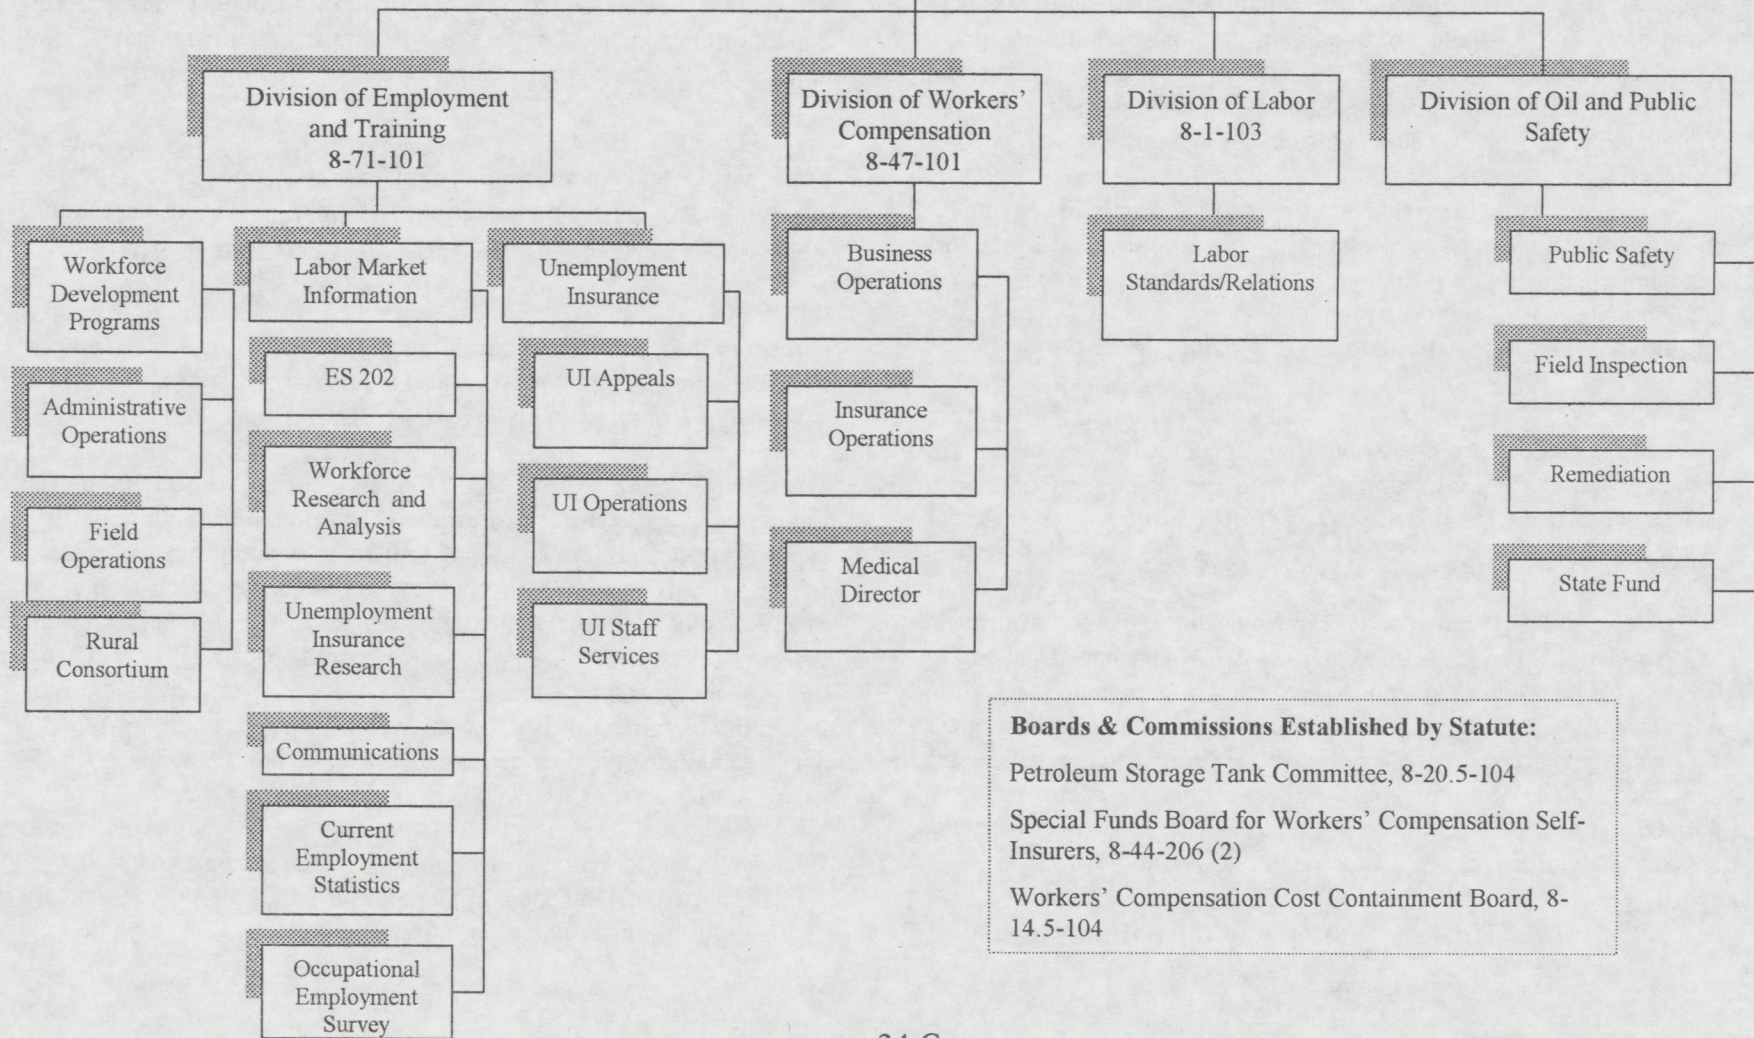 Division of Employment
and Training
8-71-101
Division of Workers’
Compensation
8-47-101
Division of Labor
8-1-103
Division of Oil and Public
Safety
Workforce
Development
Programs
Administrative
Operations
Field
Operations
Rural
Consortium
Labor Market
Information
ES 202
Workforce
Research and
Analysis
Unemployment
Insurance
Research
Communications
Current
Employment
Statistics
Occupational
Employment
Survey
Unemployment
Insurance
UI Appeals
UI Operations
UI Staff
Services
Business
Operations
Insurance
Operations
Medical
Director
Labor
Standards/Relations
Public Safety
Field Inspection
Remediation
State Fund
Boards & Commissions Established by Statute:
Petroleum Storage Tank Committee, 8-20.5-104
Special Funds Board for Workers’ Compensation Self-
Insurers, 8-44-206 (2)
Workers’ Compensation Cost Containment Board, 8-
14.5-104